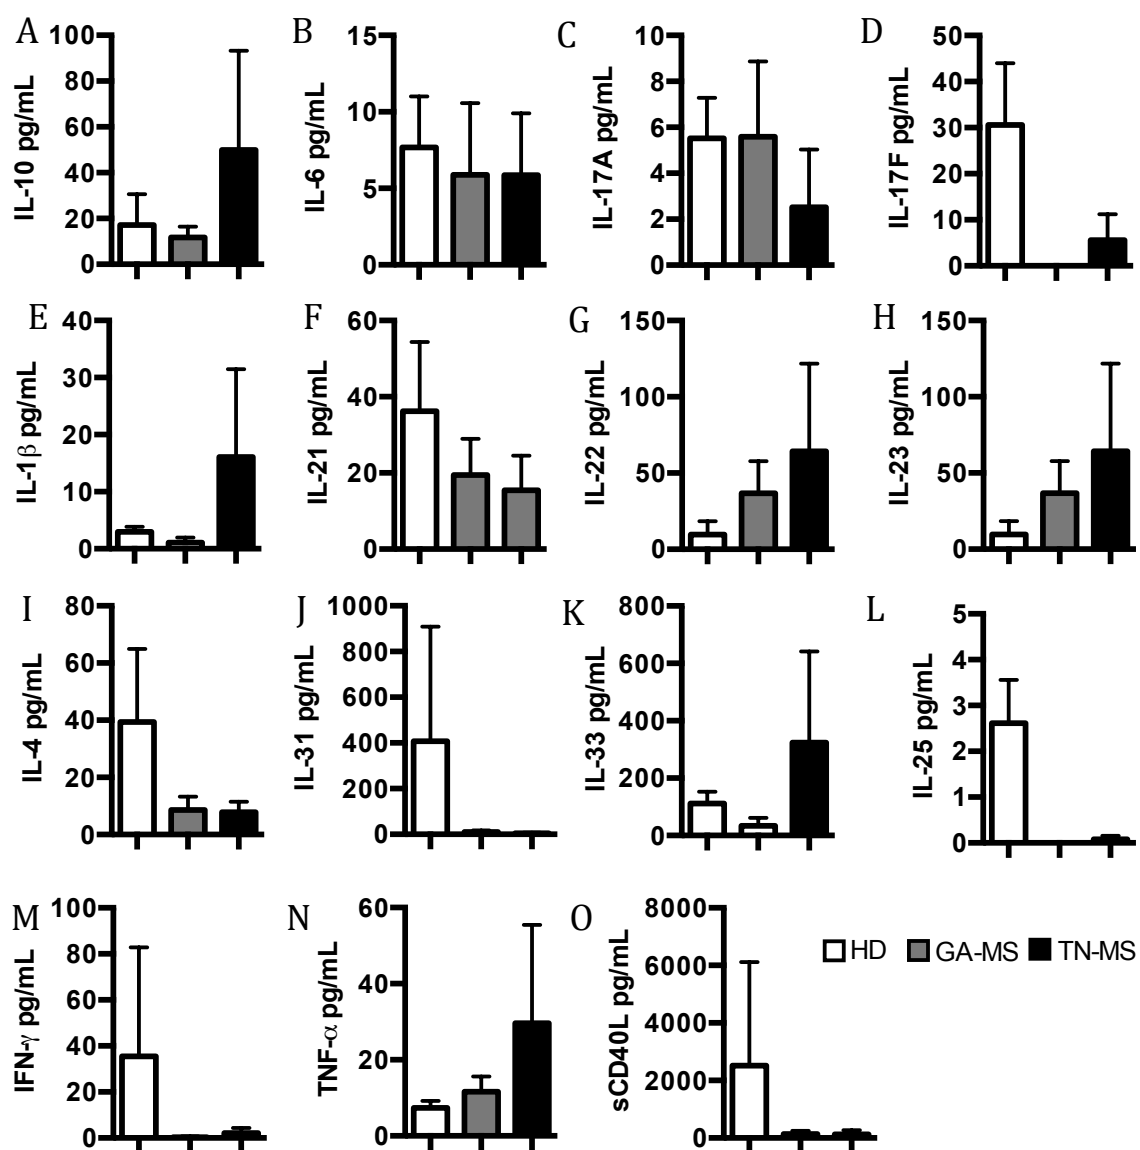 A
IL-10 pg/mL
100
80
60
40
20
0
B
IL-6 pg/mL
15
10
5
0
C
IL-17A pg/mL
10
8
6
4
2
0
D
IL-17F pg/mL
50
40
30
20
10
0
E
IL-1β pg/mL
40
30
20
10
0
F
IL-21 pg/mL
60
40
20
0
G
IL-22 pg/mL
150
100
50
0
H
IL-23 pg/mL
150
100
50
0
I
IL-4 pg/mL
80
60
40
20
0
J
IL-31 pg/mL
1000
800
600
400
200
0
K
IL-33 pg/mL
800
600
400
200
0
L
IL-25 pg/mL
5
4
3
2
1
0
M
IFN-γ pg/mL
100
80
60
40
20
0
N
TNF-α pg/mL
60
40
20
0
O
sCD40L pg/mL
8000
6000
4000
2000
0
HD GA-MS TN-MS